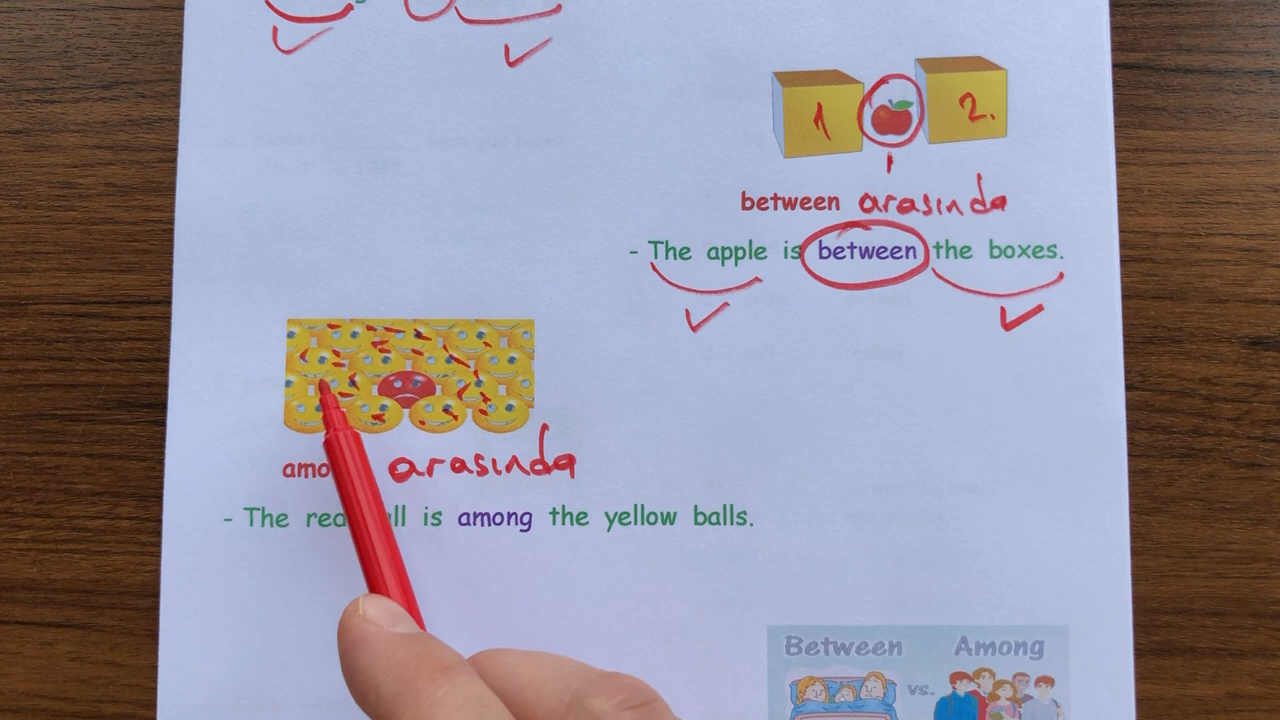 1 2.
between arasında
- The apple is between the boxes.
arasında
- The is among the yellow balls.
Between Among
vs.